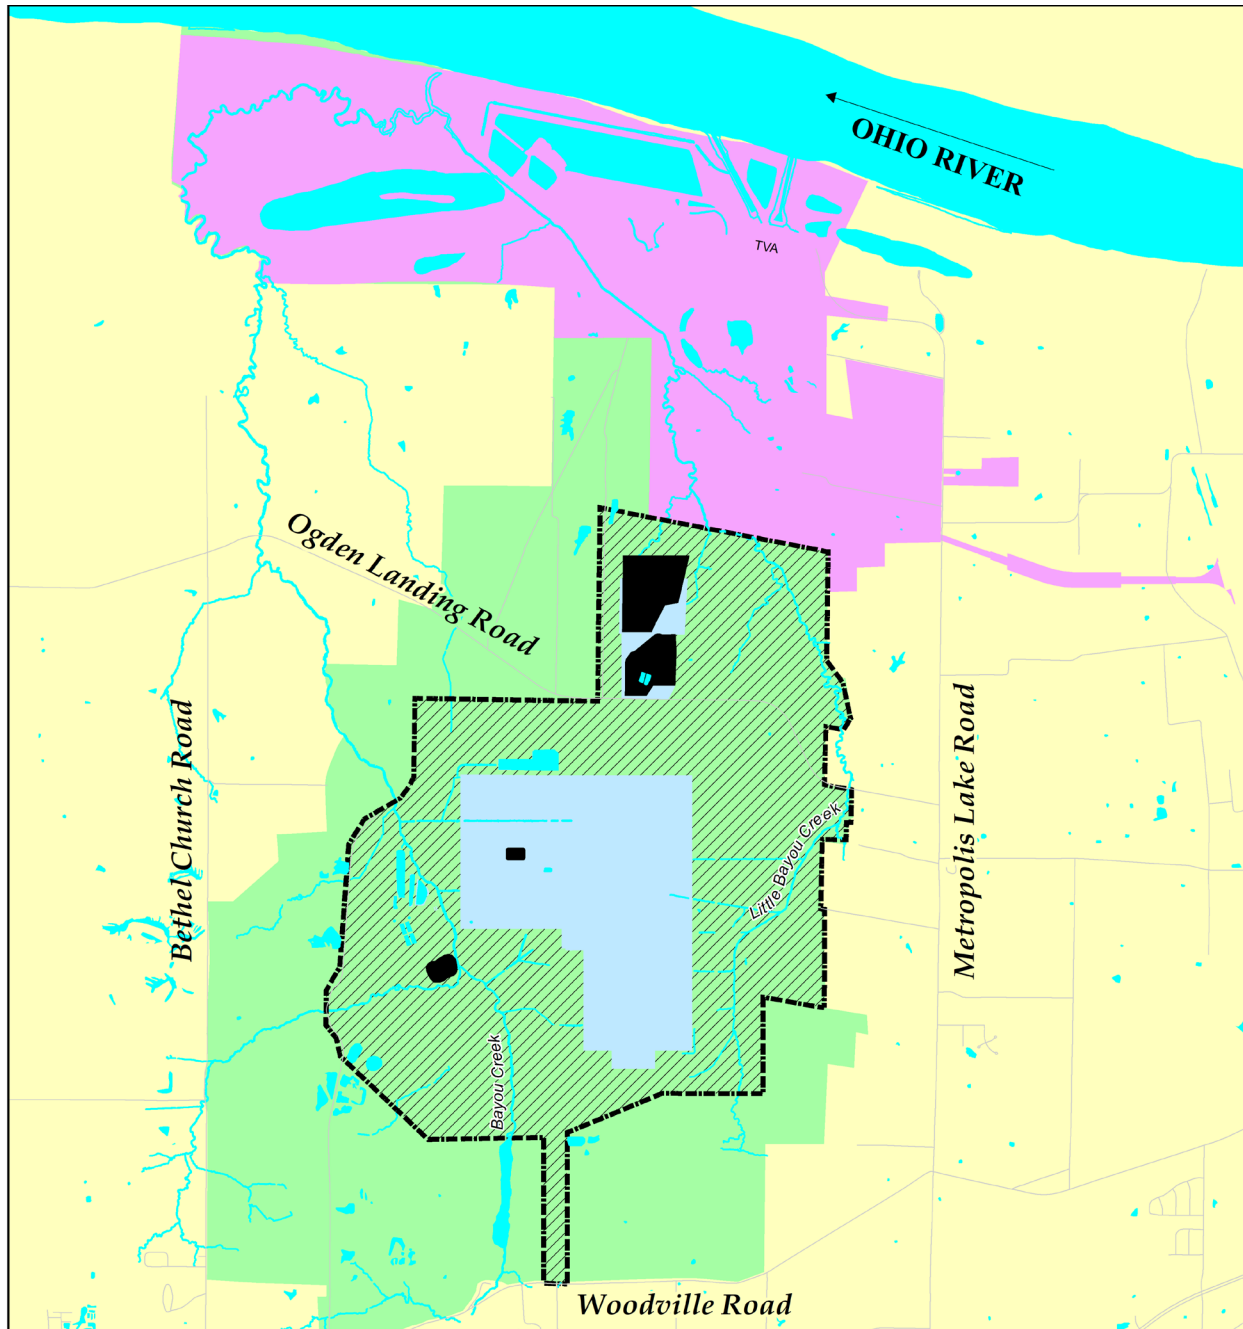 OHIO RIVER
TVA
Ogden Landing Road
Bethel Church Road
Metropolis Lake Road
Little Bayou Creek
Bayou Creek
Woodville Road